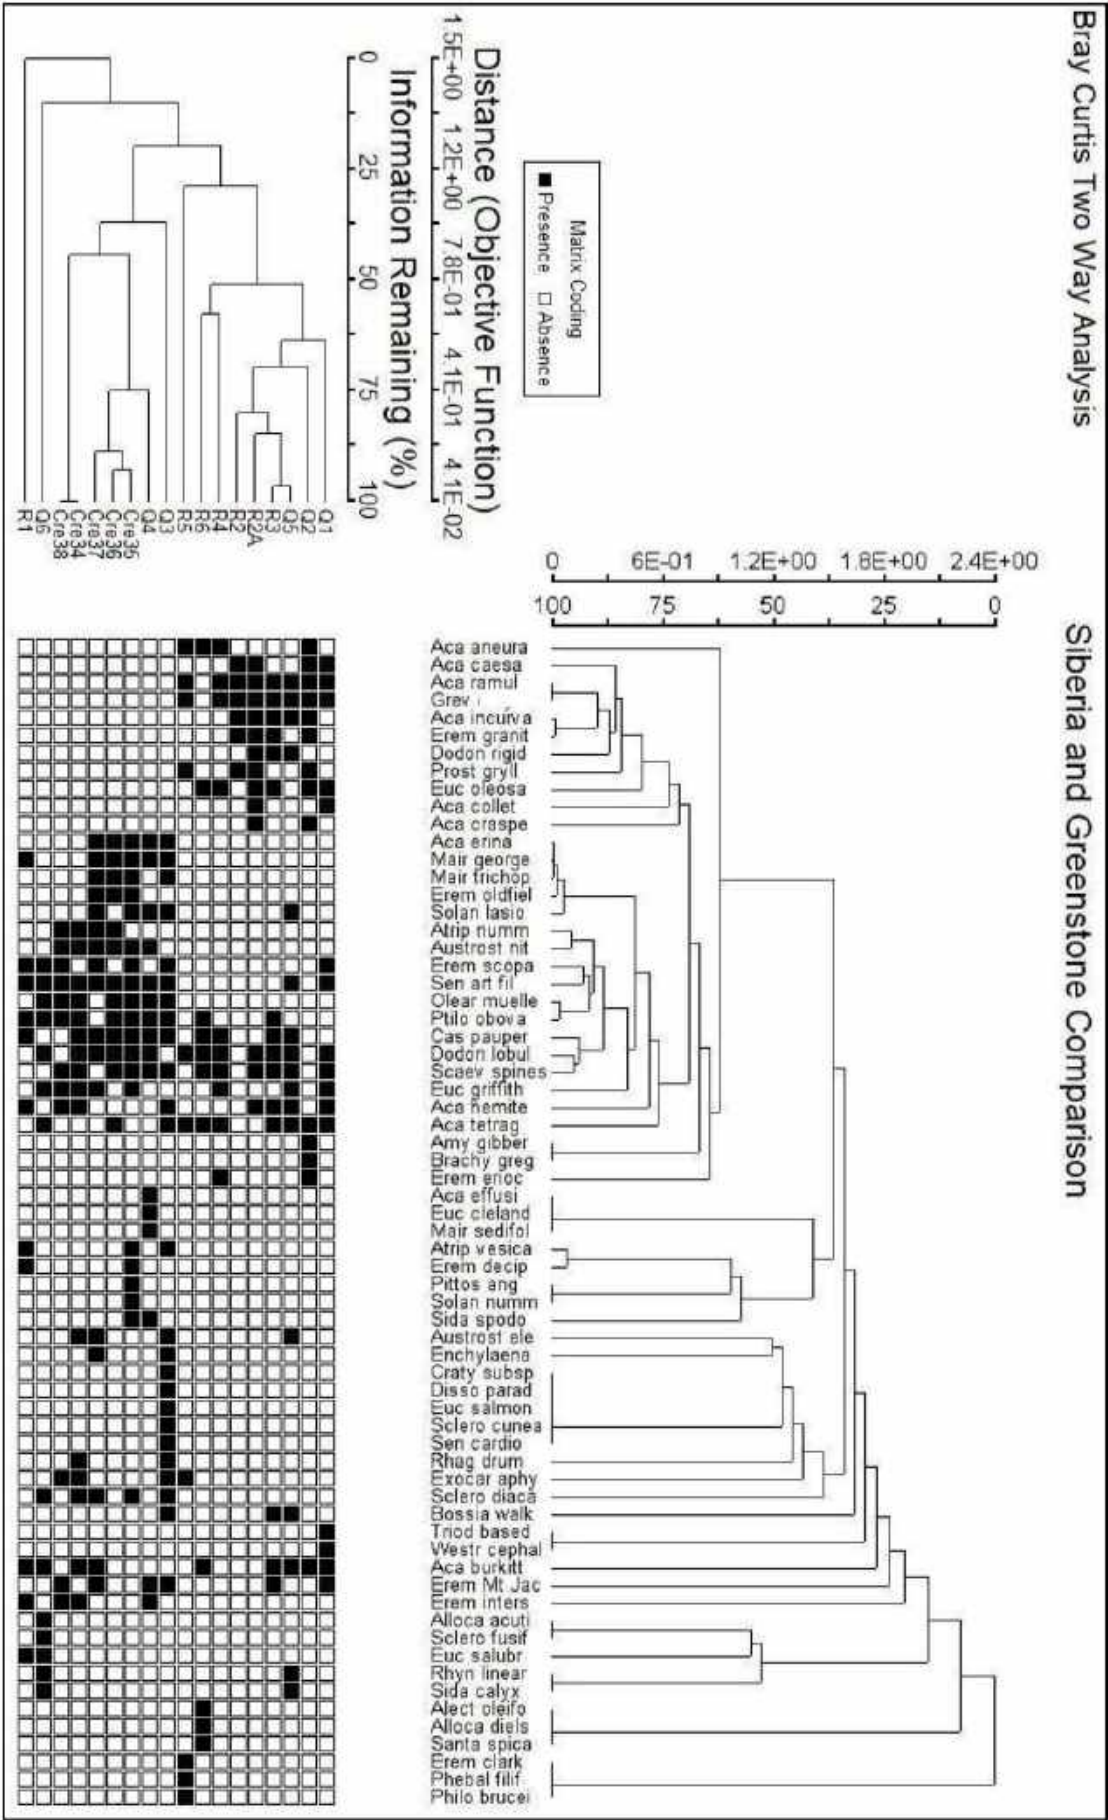 Bray Curtis Two Way Analysis
Siberia and Greenstone Comparison
Distance (Objective Function)
1.5E+00 1.2E+00 7.8E-01 4.1E-01 4.1E-02
Information Remaining (%)
0 25 50 75 100
Matrix Coding
Presence Absence
0 6E-01 1.2E+00 1.8E+00 2.4E+00
100 75 50 25 0
Q1
Q2
Q5
R3
R2A
R2
R4
R6
R5
Q3
Q4
Cre35
Cre36
Cre37
Cre34
Cre38
Q6
R1
Aca aneura
Aca caesa
Aca ramul
Grev
Aca incurva
Erem granit
Dodon rigid
Prost gryll
Euc oleosa
Aca collet
Aca craspe
Aca erina
Mair george
Mair trichop
Erem oldfiel
Solan lasio
Atrip numm
Austrost nit
Erem scopa
Sen art fil
Olear muelle
Ptilo obova
Cas pauper
Dodon lobul
Scaev spines
Euc griffith
Aca hemite
Aca tetrag
Amy gibber
Brachy greg
Erem erioc
Aca effusi
Euc cleland
Mair sedifol
Atrip vesica
Erem decip
Pittos ang
Solan numm
Sida spodo
Austrost ele
Enchylaena
Craty subsp
Disso parad
Euc salmon
Sclero cunea
Sen cardio
Rhag drum
Exocar aphy
Sclero diaca
Bossia walk
Triod based
Westr cephal
Aca burkitt
Erem Mt Jac
Erem inters
Alloca acuti
Sclero fusif
Euc salubr
Rhyn linear
Sida calyx
Alect oleifo
Alloca diels
Santa spica
Erem clark
Phebal filif
Philo brucei